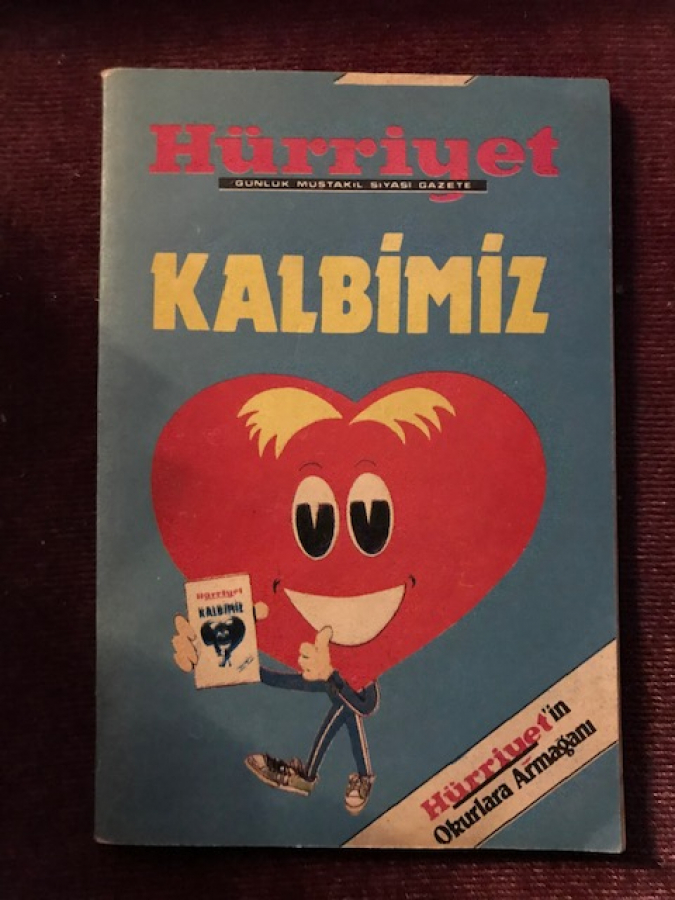 Hürriyet
GÜNLÜK MÜSTAKİL SİYASİ GAZETE
KALBİMİZ
Hürriyet
KALBİMİZ
Hürriyet'in
Okurlara Armağanı